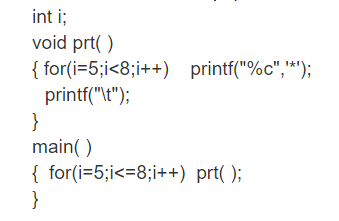 int i;
void prt( )
{ for(i=5;i<8;i++) printf("%c",'*');
printf("\t");
}
main( )
{ for(i=5;i<=8;i++) prt( );
}